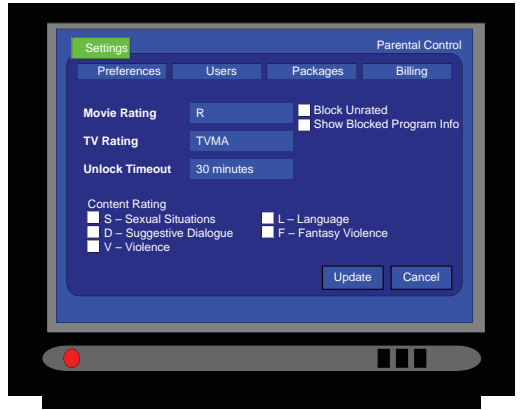 Settings
Parental Control
Preferences Users Packages Billing
Movie Rating R
Block Unrated
Show Blocked Program Info
TV Rating TVMA
Unlock Timeout 30 minutes
Content Rating
S – Sexual Situations L – Language
D – Suggestive Dialogue F – Fantasy Violence
V – Violence
Update Cancel